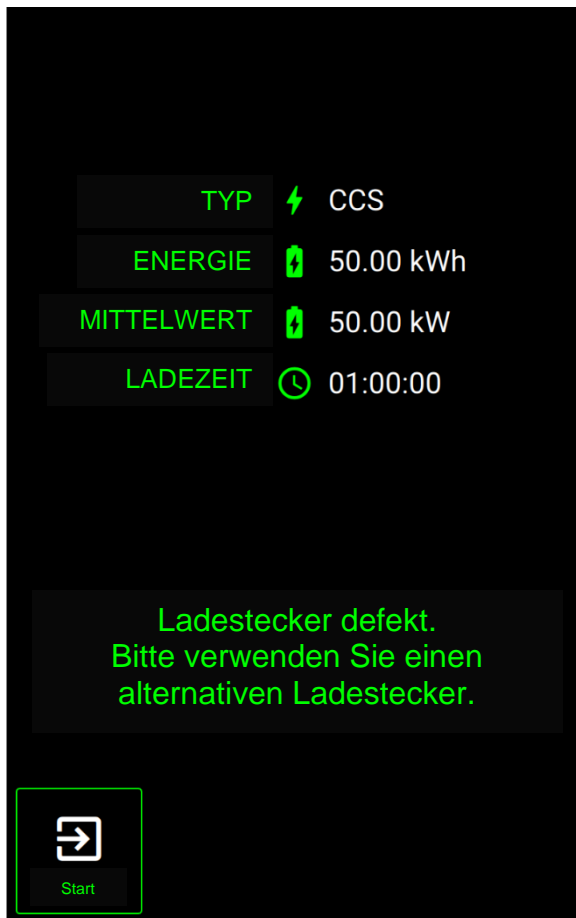 TYP CCS
ENERGIE 50.00 kWh
MITTELWERT 50.00 kW
LADEZEIT 01:00:00
Ladestecker defekt.
Bitte verwenden Sie einen
alternativen Ladestecker.
Start